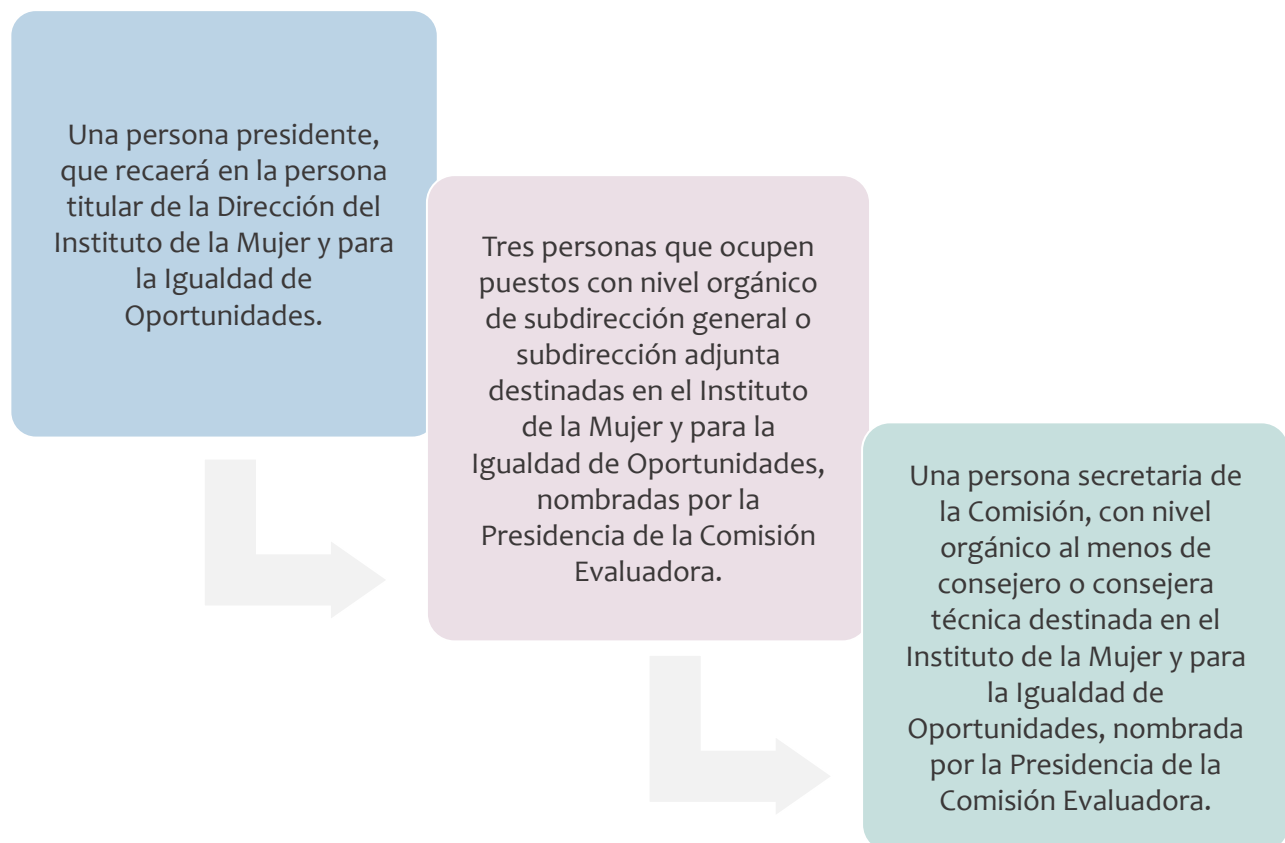 Una persona presidente,
que recaerá en la persona
titular de la Dirección del
Instituto de la Mujer y para
la Igualdad de
Oportunidades.
Tres personas que ocupen
puestos con nivel orgánico
de subdirección general o
subdirección adjunta
destinadas en el Instituto
de la Mujer y para la
Igualdad de Oportunidades,
nombradas por la
Presidencia de la Comisión
Evaluadora.
Una persona secretaria de
la Comisión, con nivel
orgánico al menos de
consejero o consejera
técnica destinada en el
Instituto de la Mujer y para
la Igualdad de
Oportunidades, nombrada
por la Presidencia de la
Comisión Evaluadora.